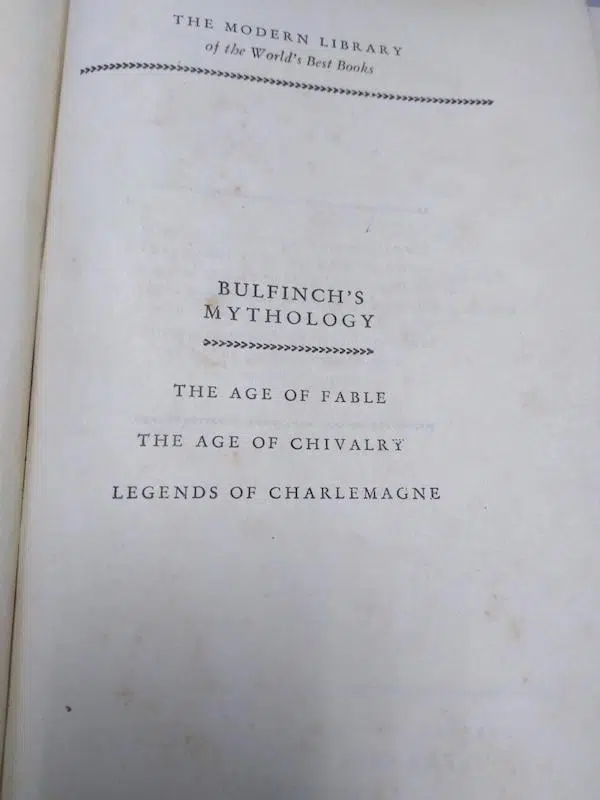 THE MODERN LIBRARY
of the World's Best Books
BULFINCH'S
MYTHOLOGY
THE AGE OF FABLE
THE AGE OF CHIVALRY
LEGENDS OF CHARLEMAGNE